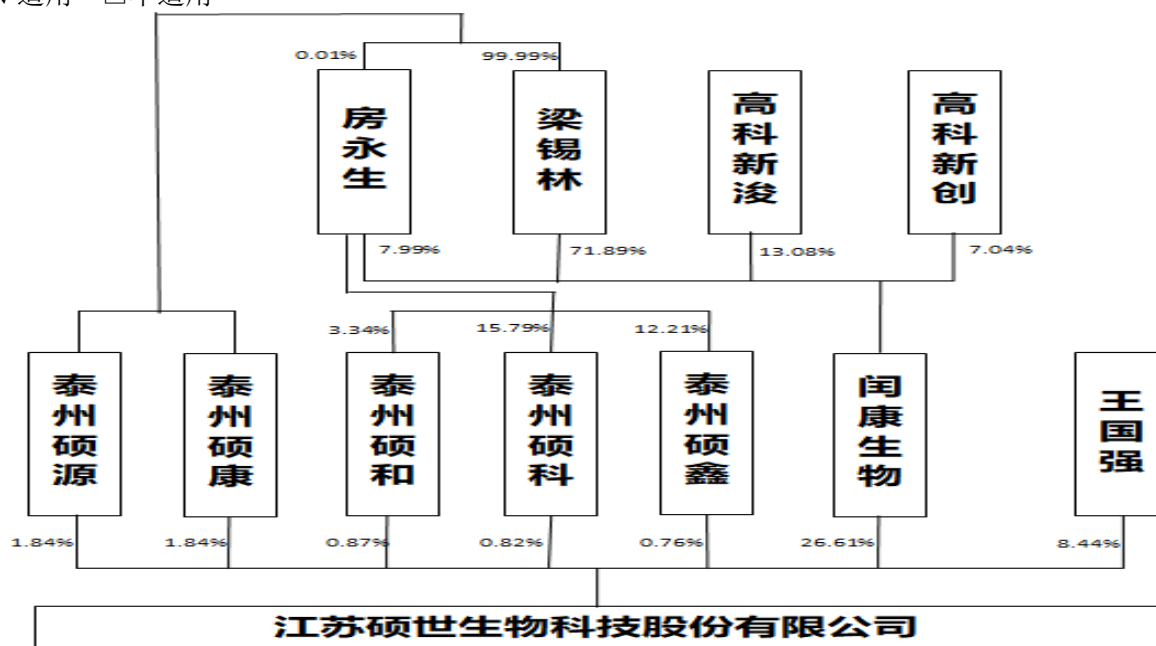 0.01% 99.99%
房永生 梁锡林 高科新浚 高科新创
7.99% 71.89% 13.08% 7.04%
3.34% 15.79% 12.21%
泰州硕源 泰州硕康 泰州硕和 泰州硕科 泰州硕鑫 闰康生物 王国强
1.84% 1.84% 0.87% 0.82% 0.76% 26.61% 8.44%
江苏硕世生物科技股份有限公司